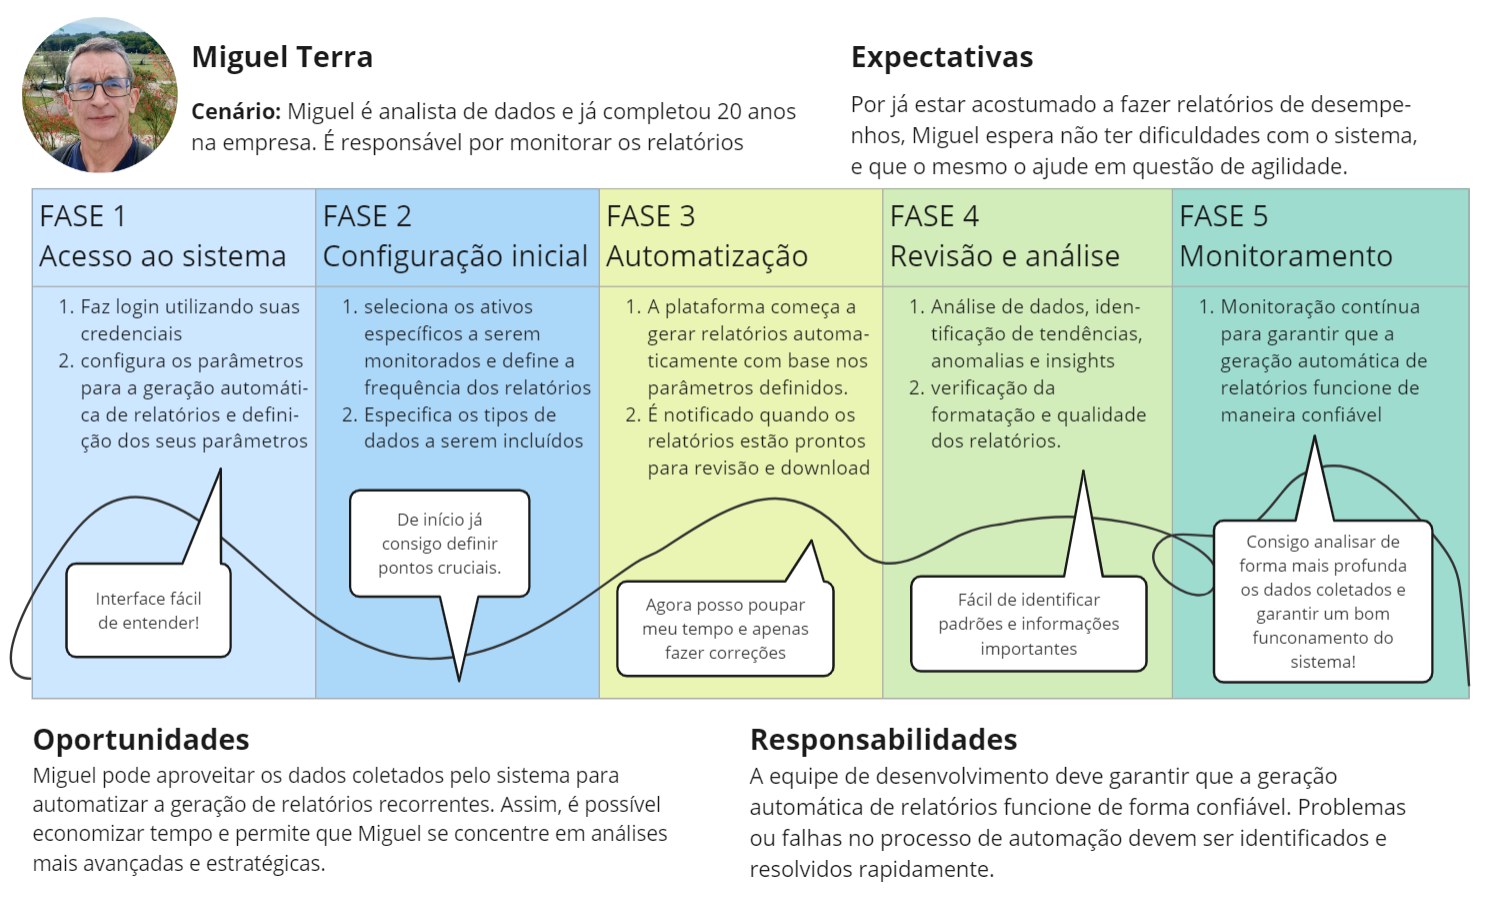 Miguel Terra
Cenário: Miguel é analista de dados e já completou 20 anos
na empresa. É responsável por monitorar os relatórios
Expectativas
Por já estar acostumado a fazer relatórios de desempe-
nhos, Miguel espera não ter dificuldades com o sistema,
e que o mesmo o ajude em questão de agilidade.
FASE 1
Acesso ao sistema
1. Faz login utilizando suas
credenciais
2. configura os parâmetros
para a geração automáti-
ca de relatórios e defini-
ção dos seus parâmetros
Interface fácil
de entender!
FASE 2
Configuração inicial
1. seleciona os ativos
específicos a serem
monitorados e define a
frequência dos relatórios
2. Especifica os tipos de
dados a serem incluídos
De início já
consigo definir
pontos cruciais.
FASE 3
Automatização
1. A plataforma começa a
gerar relatórios automa-
ticamente com base nos
parâmetros definidos.
2. É notificado quando os
relatórios estão prontos
para revisão e download
Agora posso poupar
meu tempo e apenas
fazer correções
FASE 4
Revisão e análise
1. Análise de dados, iden-
tificação de tendências,
anomalias e insights
2. verificação da
formatação e qualidade
dos relatórios.
Fácil de identificar
padrões e informações
importantes
FASE 5
Monitoramento
1. Monitoração contínua
para garantir que a
geração automática de
relatórios funcione de
maneira confiável
Consigo analisar de
forma mais profunda
os dados coletados e
garantir um bom
funconamento do
sistema!
Oportunidades
Miguel pode aproveitar os dados coletados pelo sistema para
automatizar a geração de relatórios recorrentes. Assim, é possível
economizar tempo e permite que Miguel se concentre em análises
mais avançadas e estratégicas.
Responsabilidades
A equipe de desenvolvimento deve garantir que a geração
automática de relatórios funcione de forma confiável. Problemas
ou falhas no processo de automação devem ser identificados e
resolvidos rapidamente.